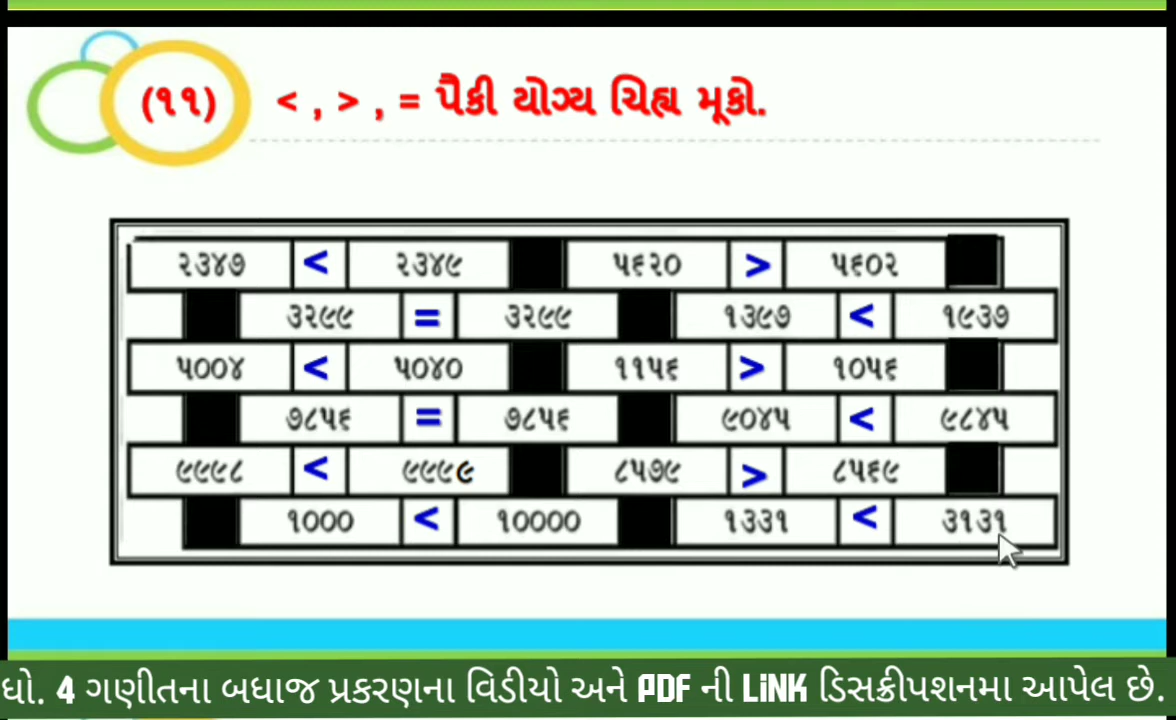 (૧૧) < , > , = પૈકી યોગ્ય ચિહ્ન મૂકો.
૨૩૪૭ < ૨૩૪૯ ૫૬૨૦ > ૫૬૦૨
૩૨૯૯ = ૩૨૯૯ ૧૩૯૭ < ૧૯૩૭
૫૦૦૪ < ૫૦૪૦ ૧૧૫૬ > ૧૦૫૬
૭૮૫૬ = ૭૮૫૬ ૯૦૪૫ < ૯૮૪૫
૯૯૯૮ < ૯૯૯૯ ૮૫૭૯ > ૮૫૬૯
૧૦૦૦ < ૧૦૦૦૦ ૧૩૩૧ < ૩૧૩૧
ધો. 4 ગણીતના બધાજ પ્રકરણના વિડીયો અને PDF ની LiNK ડિસક્રીપશનમા આપેલ છે.